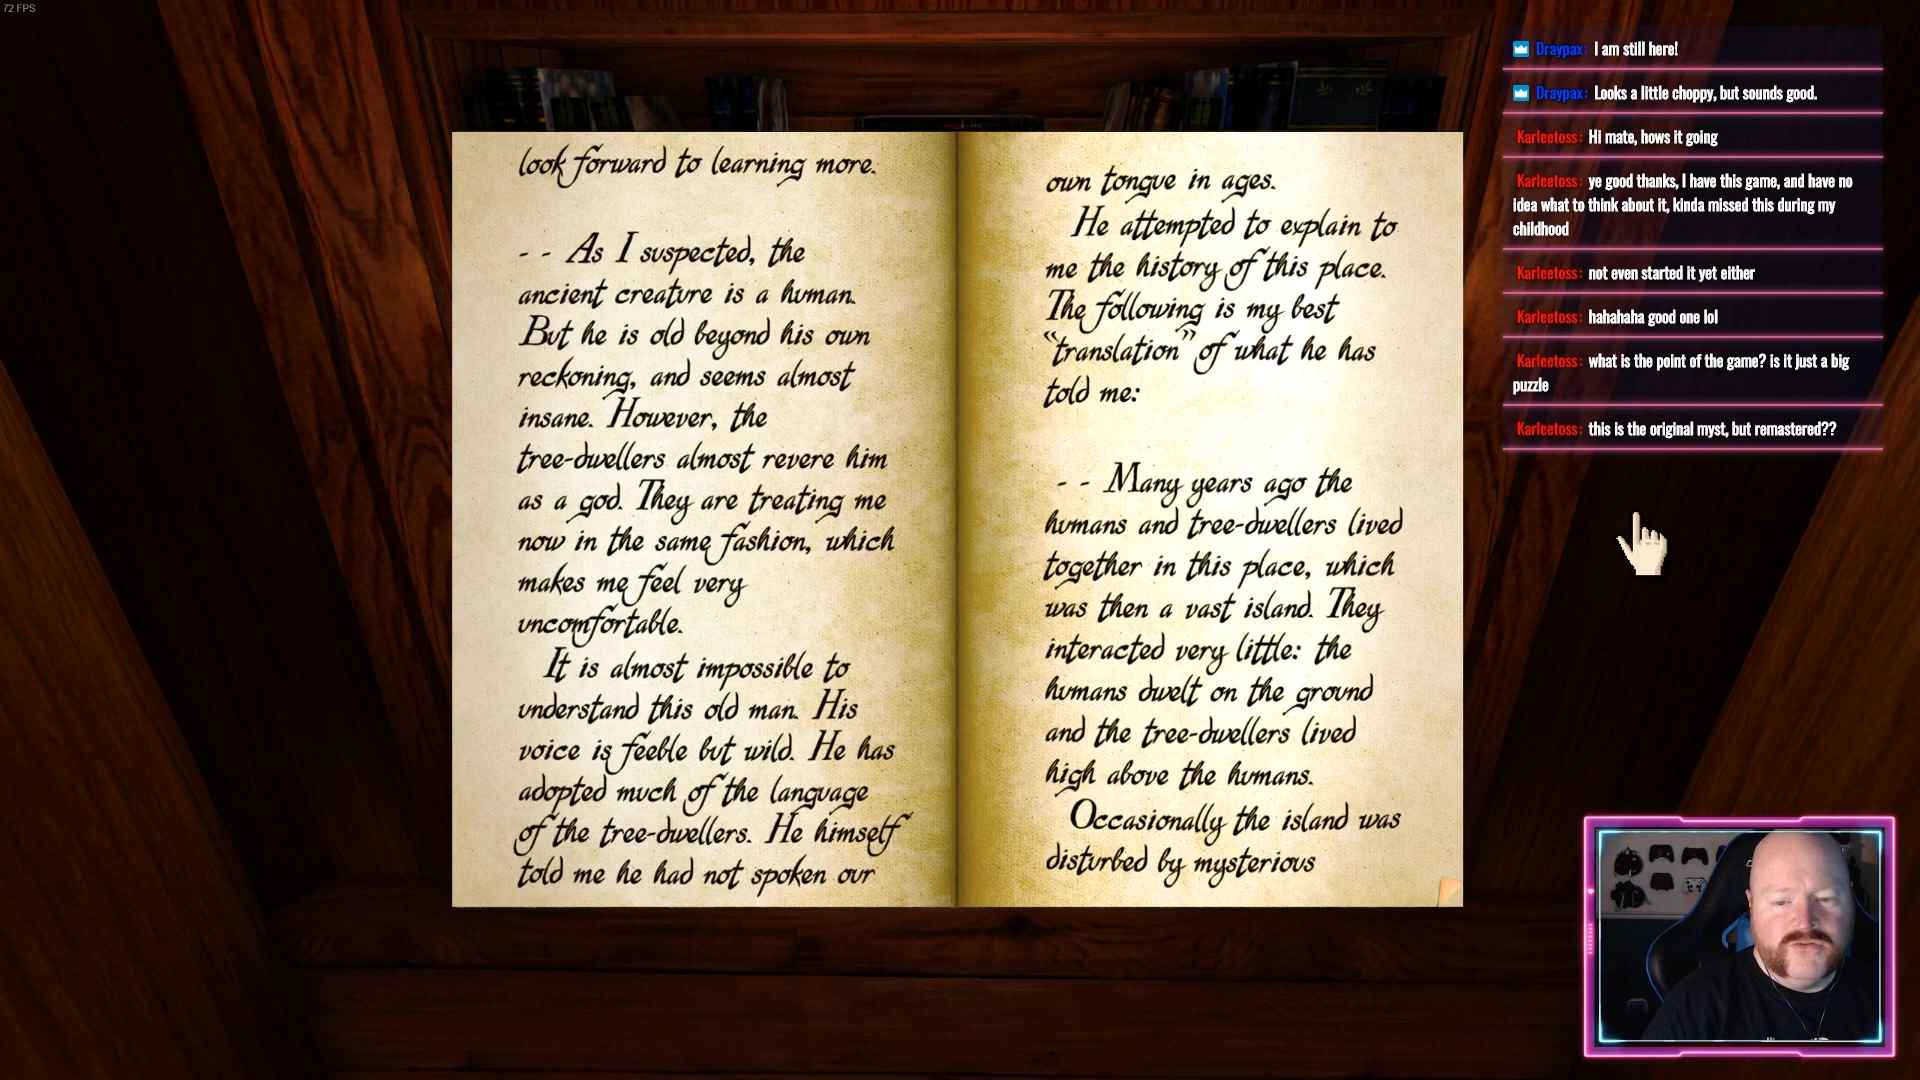 72 FPS
look forward to learning more.
- - As I suspected, the
ancient creature is a human.
But he is old beyond his own
reckoning, and seems almost
insane. However, the
tree-dwellers almost revere him
as a god. They are treating me
now in the same fashion, which
makes me feel very
uncomfortable.
It is almost impossible to
understand this old man. His
voice is feeble but wild. He has
adopted much of the language
of the tree-dwellers. He himself
told me he had not spoken our
own tongue in ages.
He attempted to explain to
me the history of this place.
The following is my best
“translation” of what he has
told me:
- - Many years ago the
humans and tree-dwellers lived
together in this place, which
was then a vast island. They
interacted very little: the
humans dwelt on the ground
and the tree-dwellers lived
high above the humans.
Occasionally the island was
disturbed by mysterious
Draypax: I am still here!
Draypax: Looks a little choppy, but sounds good.
Karleetoss: Hi mate, hows it going
Karleetoss: ye good thanks, I have this game, and have no
idea what to think about it, kinda missed this during my
childhood
Karleetoss: not even started it yet either
Karleetoss: hahahaha good one lol
Karleetoss: what is the point of the game? is it just a big
puzzle
Karleetoss: this is the original myst, but remastered??